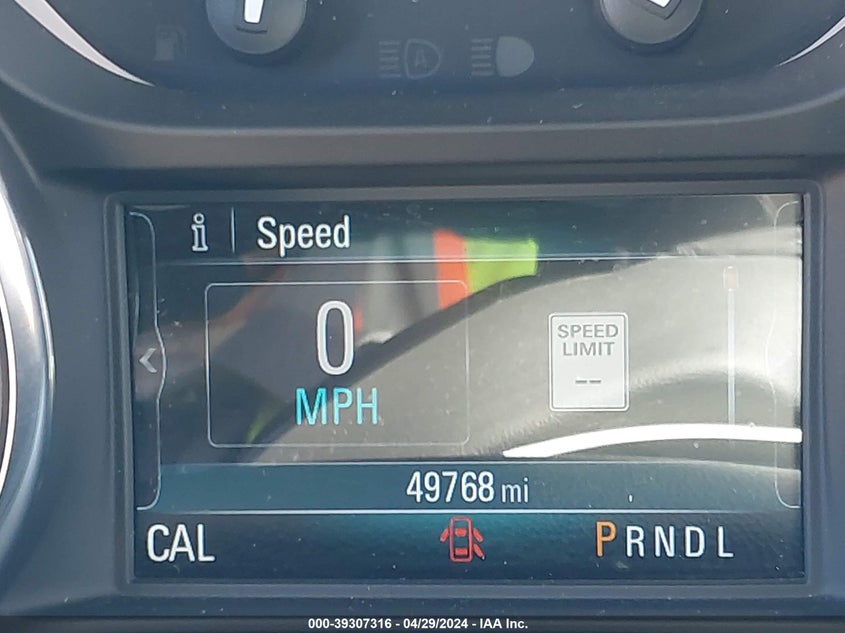 A
i Speed
0
MPH
SPEED
LIMIT
--
49768 mi
CAL
PRNDL
000-39307316 - 04/29/2024 - IAA Inc.